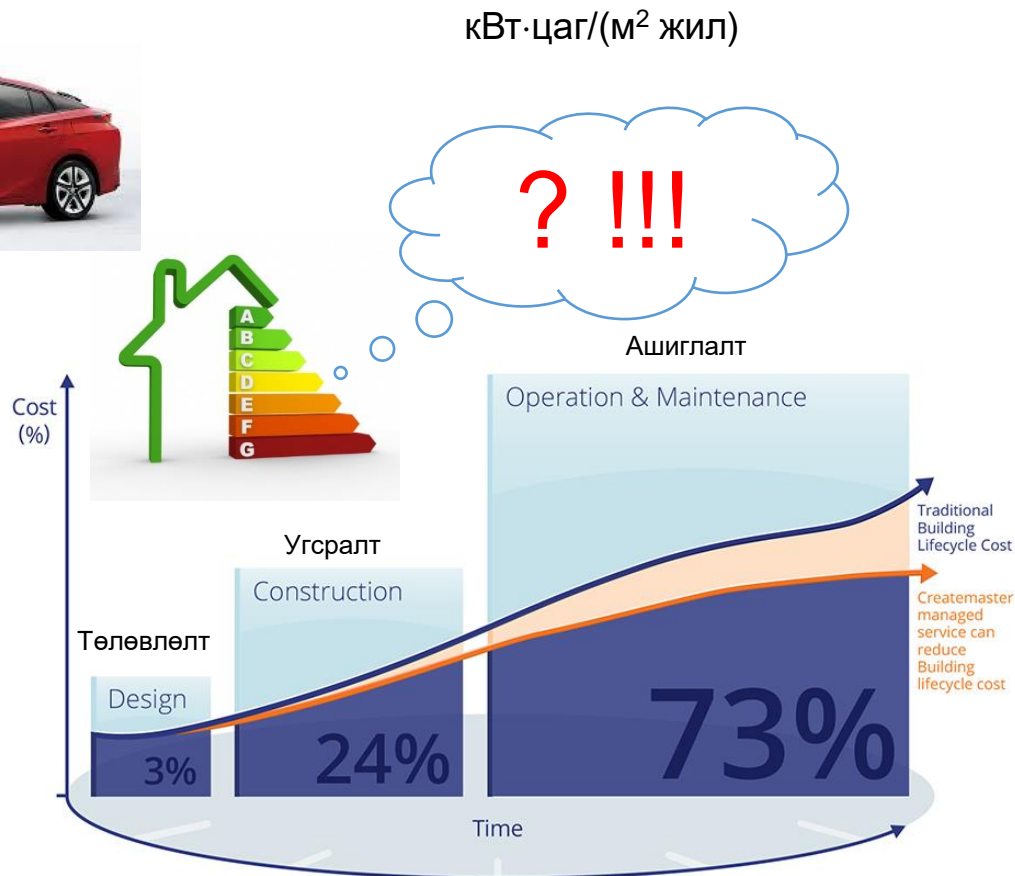 кВт·цаг/(м² жил)
? !!!
A
B
C
D
E
F
G
Ашиглалт
Cost
(%)
Operation & Maintenance
Traditional
Building
Lifecycle Cost
Угсралт
Construction
Createmaster
managed
service can
reduce
Building
lifecycle cost
Төлөвлөлт
Design
3%
24%
73%
Time